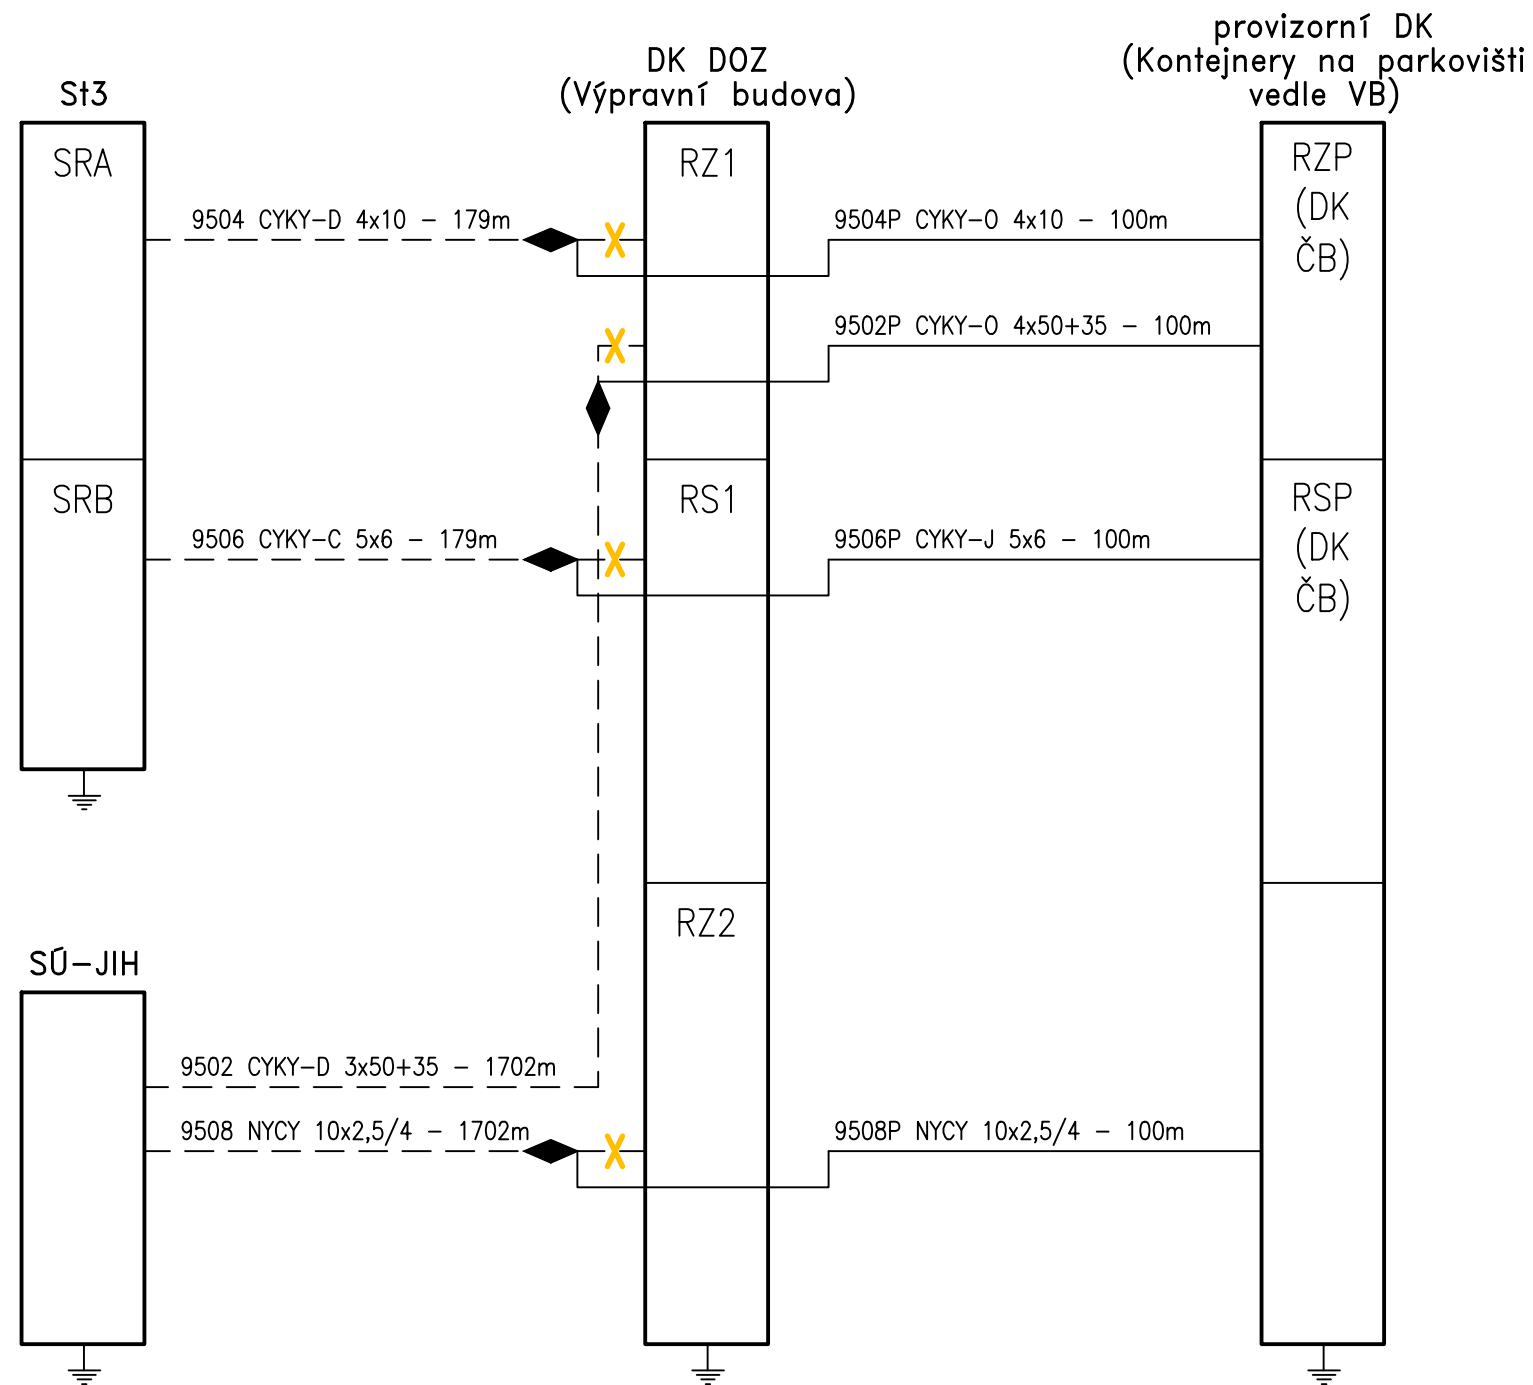 St3
SRA
SRB
SÚ-JIH
DK DOZ
(Výpravní budova)
RZ1
RS1
RZ2
provizorní DK
(Kontejnery na parkovišti
vedle VB)
RZP
(DK
ČB)
RSP
(DK
ČB)
9504 CYKY-D 4x10 - 179m
9504P CYKY-O 4x10 - 100m
9502P CYKY-O 4x50+35 - 100m
9506 CYKY-C 5x6 - 179m
9506P CYKY-J 5x6 - 100m
9502 CYKY-D 3x50+35 - 1702m
9508 NYCY 10x2,5/4 - 1702m
9508P NYCY 10x2,5/4 - 100m